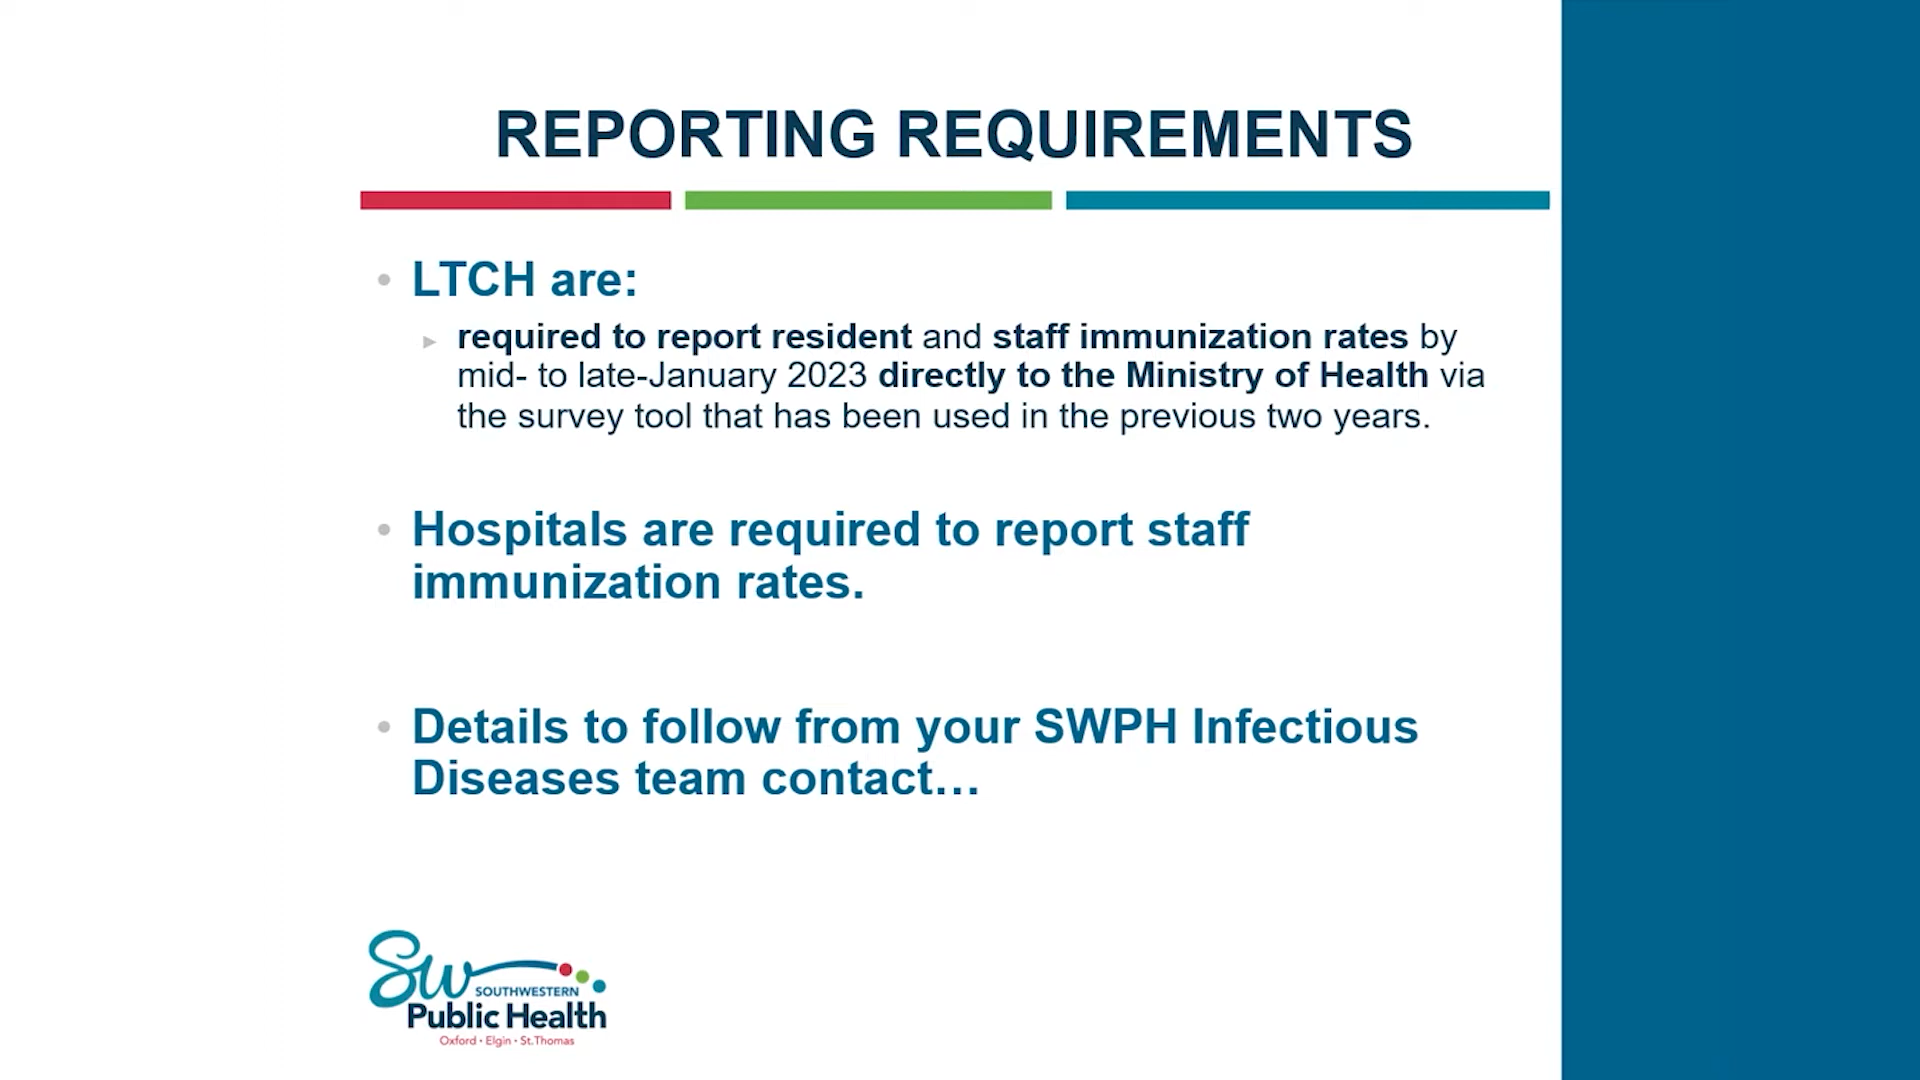 REPORTING REQUIREMENTS
• LTCH are:
▸ required to report resident and staff immunization rates by
mid- to late-January 2023 directly to the Ministry of Health via
the survey tool that has been used in the previous two years.
• Hospitals are required to report staff
immunization rates.
• Details to follow from your SWPH Infectious
Diseases team contact…
Sw
SOUTHWESTERN
Public Health
Oxford • Elgin • St.Thomas